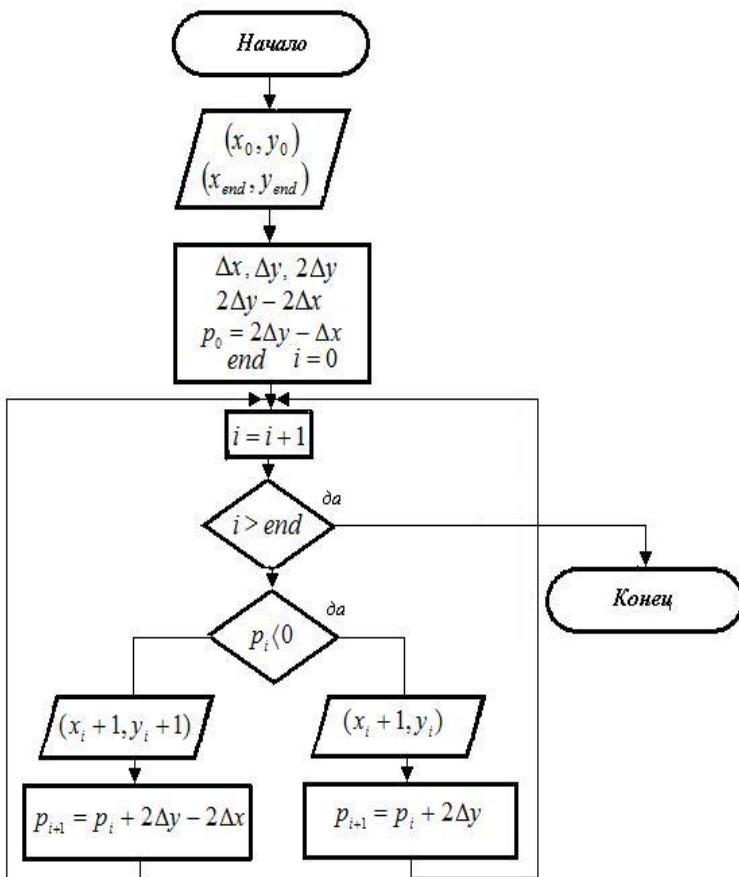 Начало
(x₀, y₀)
(xₑₙd, yₑₙd)
Δx, Δy, 2Δy
2Δy − 2Δx
p₀ = 2Δy − Δx
end i = 0
i = i + 1
да
i > end
да
Конец
pᵢ⟨0
(xᵢ + 1, yᵢ + 1)
(xᵢ + 1, yᵢ)
pᵢ₊₁ = pᵢ + 2Δy − 2Δx
pᵢ₊₁ = pᵢ + 2Δy